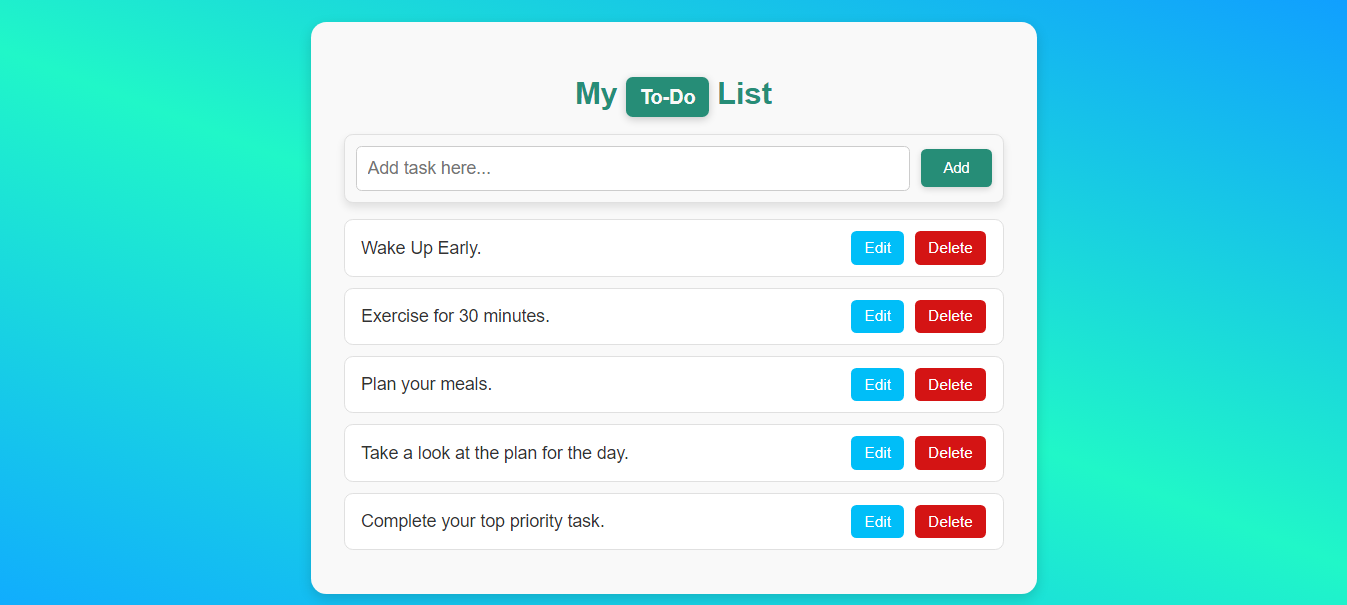 My To-Do List
Add task here...
Add
Wake Up Early.
Edit
Delete
Exercise for 30 minutes.
Edit
Delete
Plan your meals.
Edit
Delete
Take a look at the plan for the day.
Edit
Delete
Complete your top priority task.
Edit
Delete